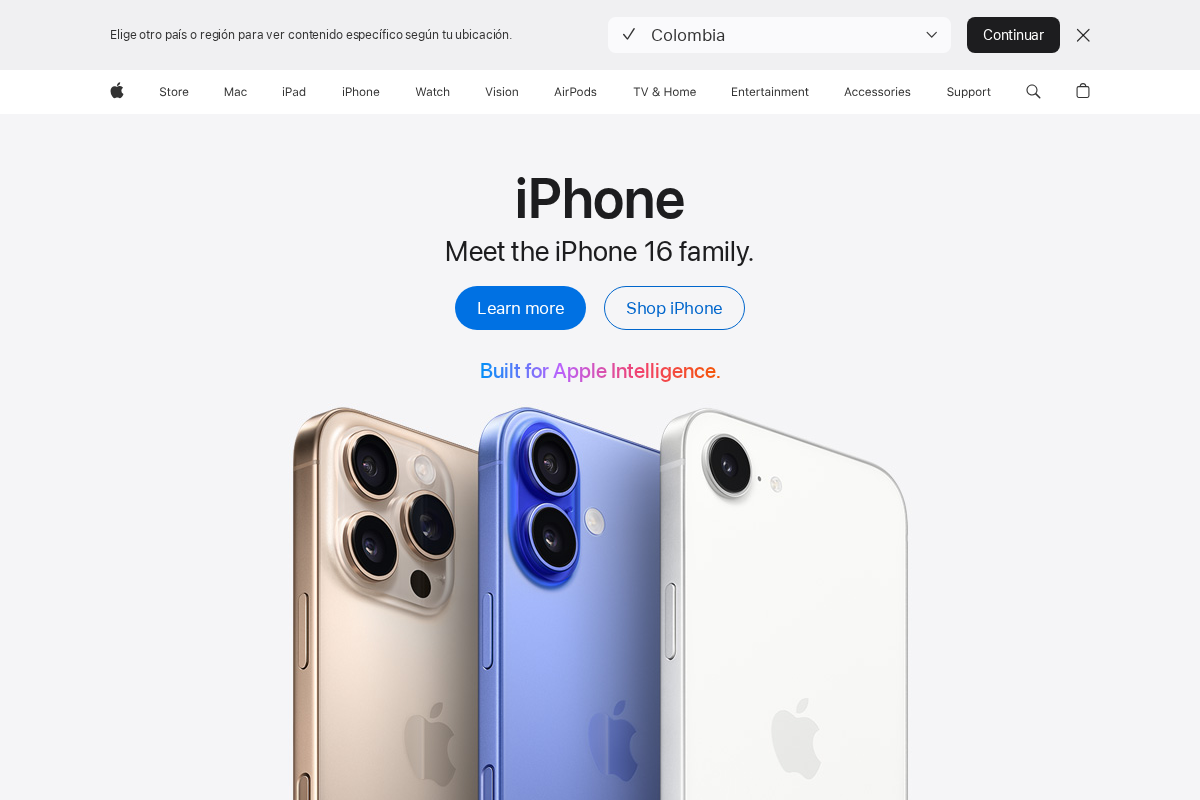 Elige otro país o región para ver contenido específico según tu ubicación.
Colombia
Continuar
Store Mac iPad iPhone Watch Vision AirPods TV & Home Entertainment Accessories Support
iPhone
Meet the iPhone 16 family.
Learn more Shop iPhone
Built for Apple Intelligence.